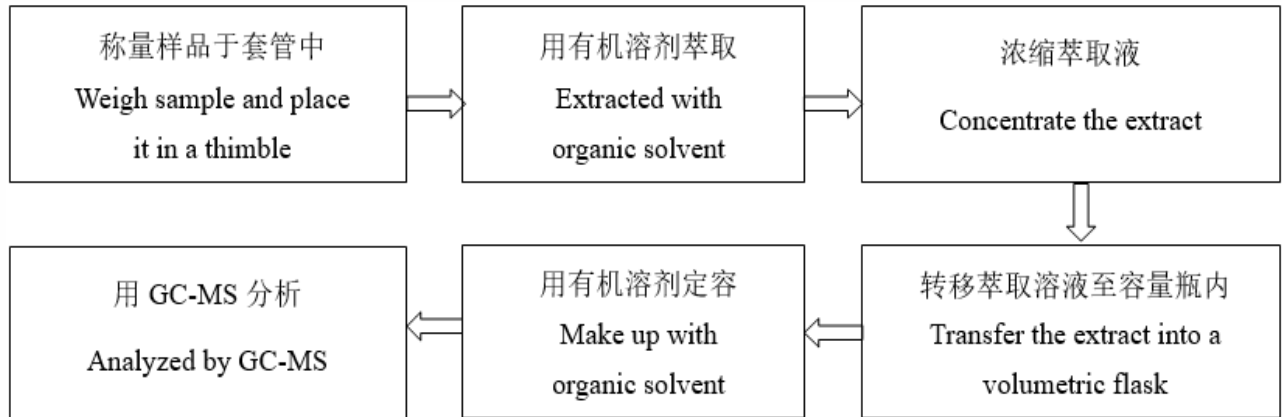 称量样品于套管中
Weigh sample and place
it in a thimble
用有机溶剂萃取
Extracted with
organic solvent
浓缩萃取液
Concentrate the extract
转移萃取溶液至容量瓶内
Transfer the extract into a
volumetric flask
用有机溶剂定容
Make up with
organic solvent
用 GC-MS 分析
Analyzed by GC-MS